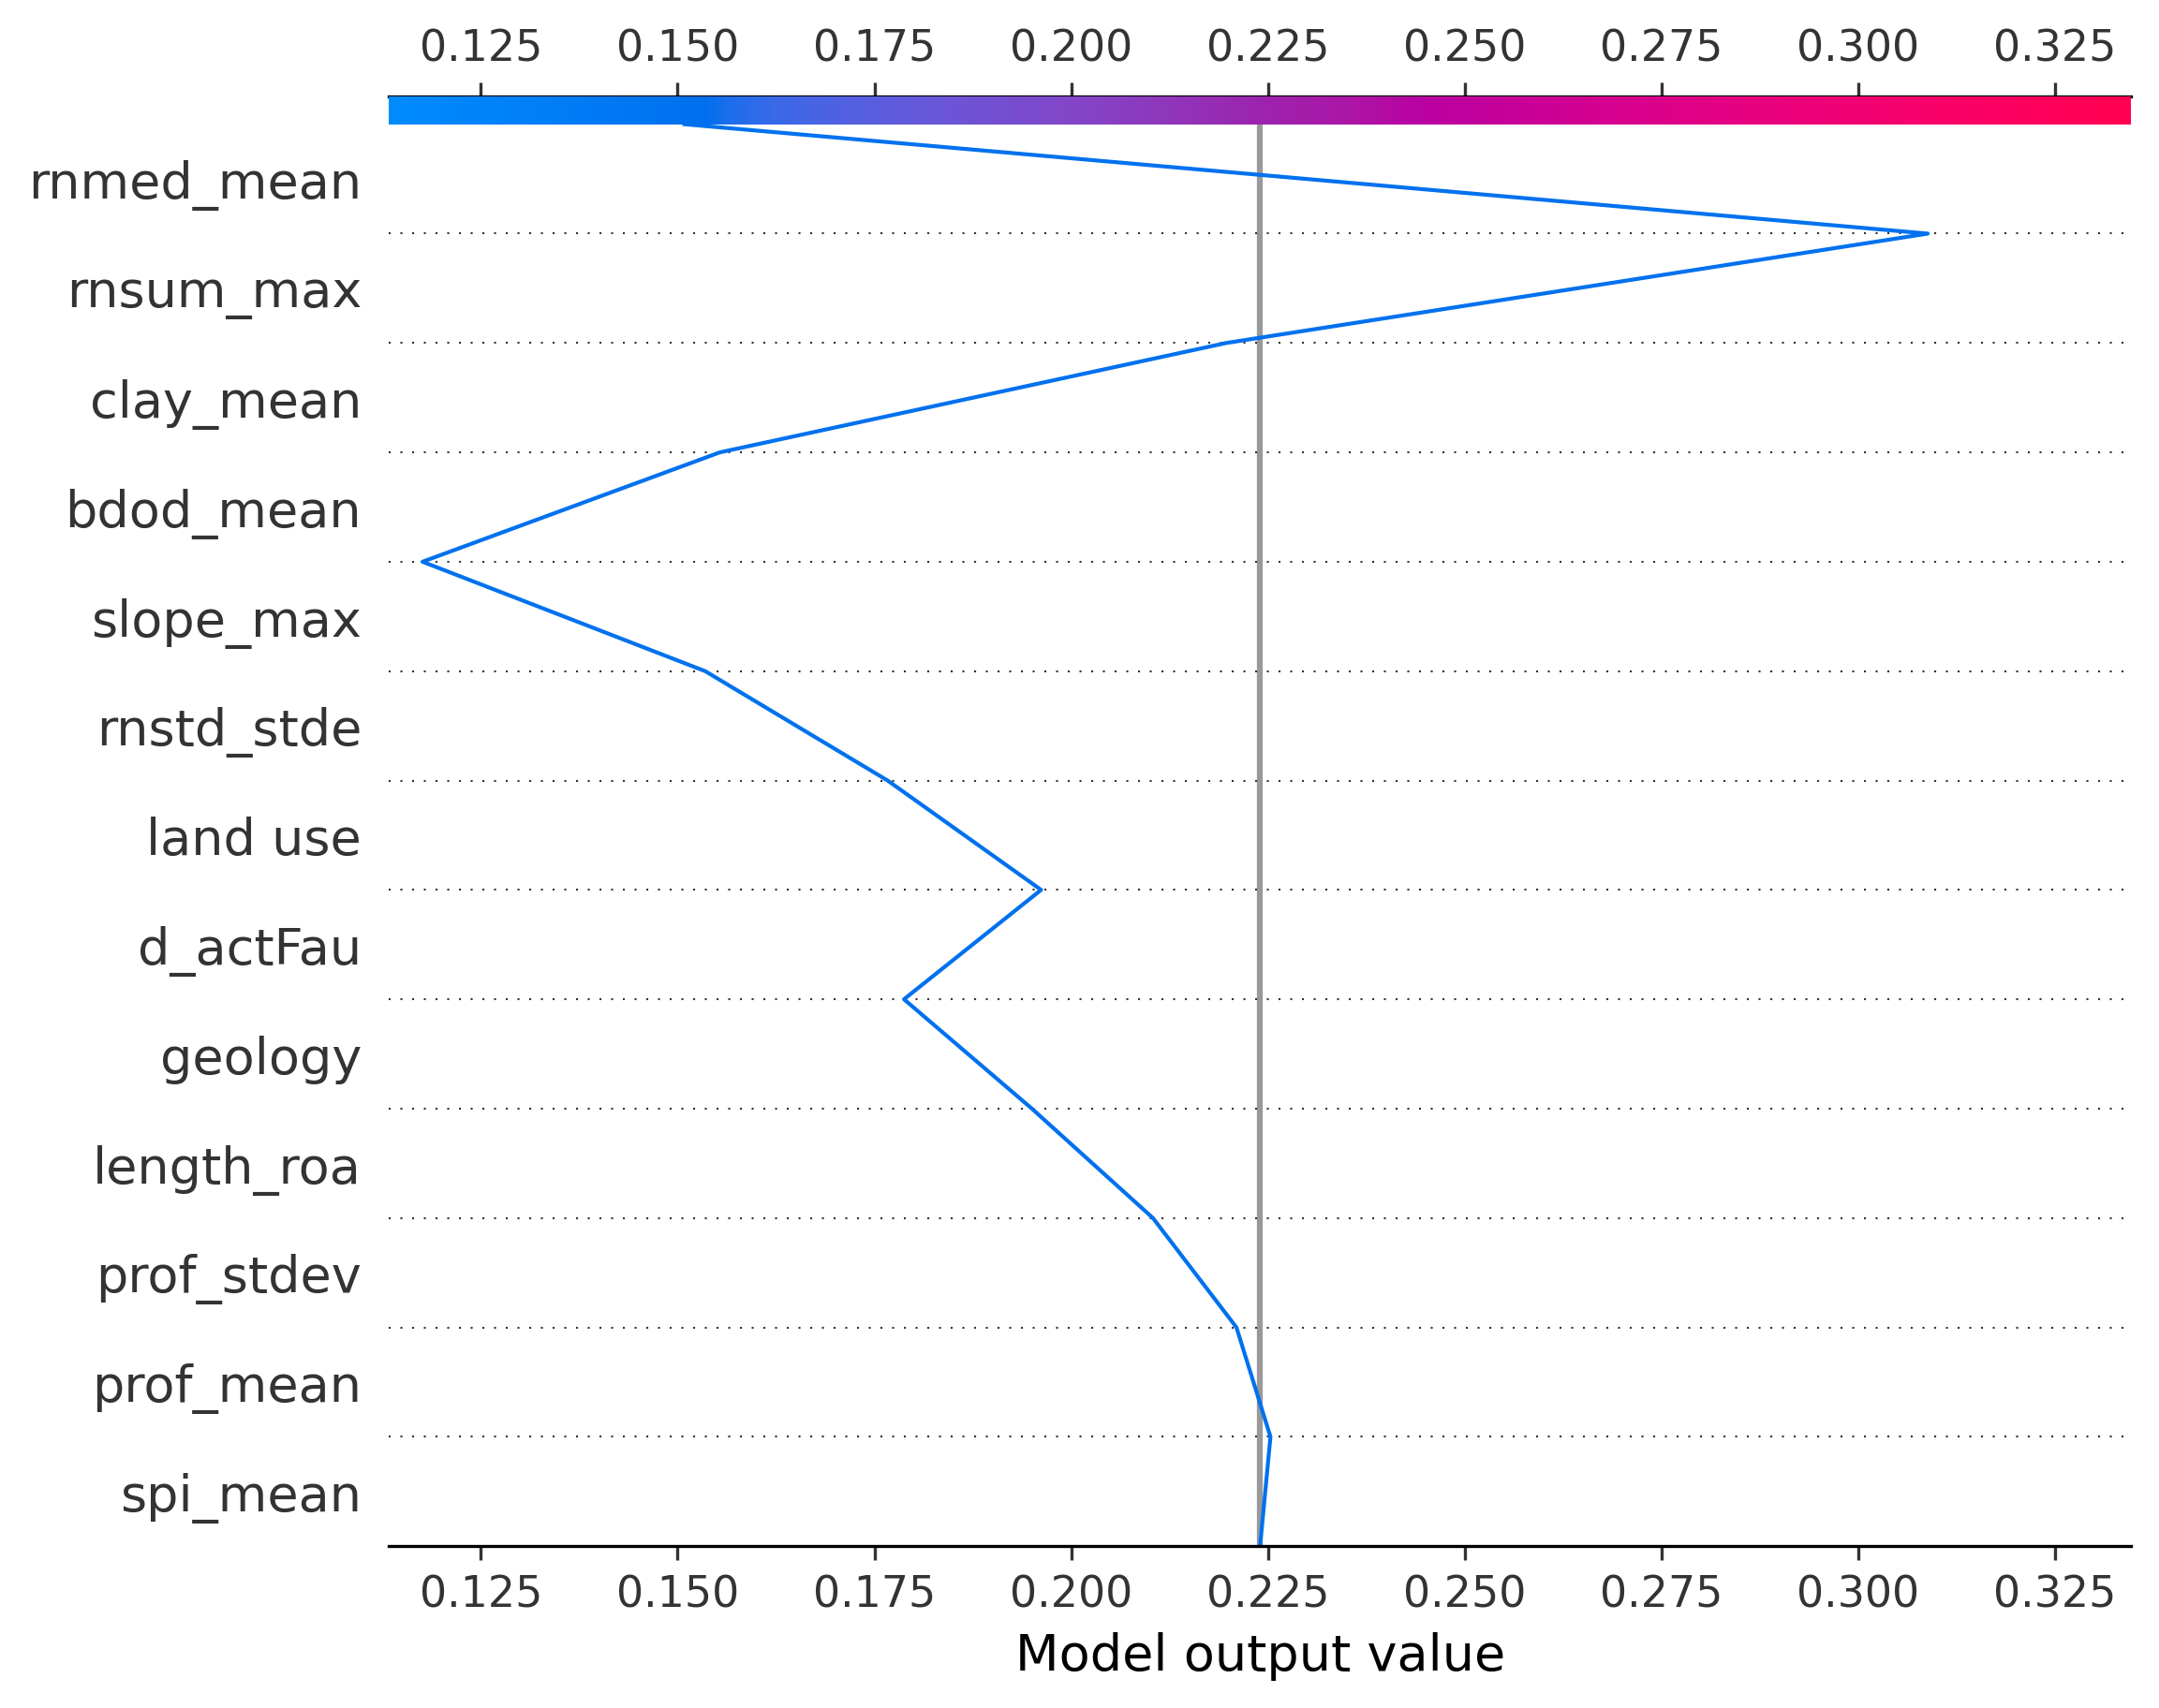 0.125 0.150 0.175 0.200 0.225 0.250 0.275 0.300 0.325
rnmed_mean
rnsum_max
clay_mean
bdod_mean
slope_max
rnstd_stde
land use
d_actFau
geology
length_roa
prof_stdev
prof_mean
spi_mean
0.125 0.150 0.175 0.200 0.225 0.250 0.275 0.300 0.325
Model output value